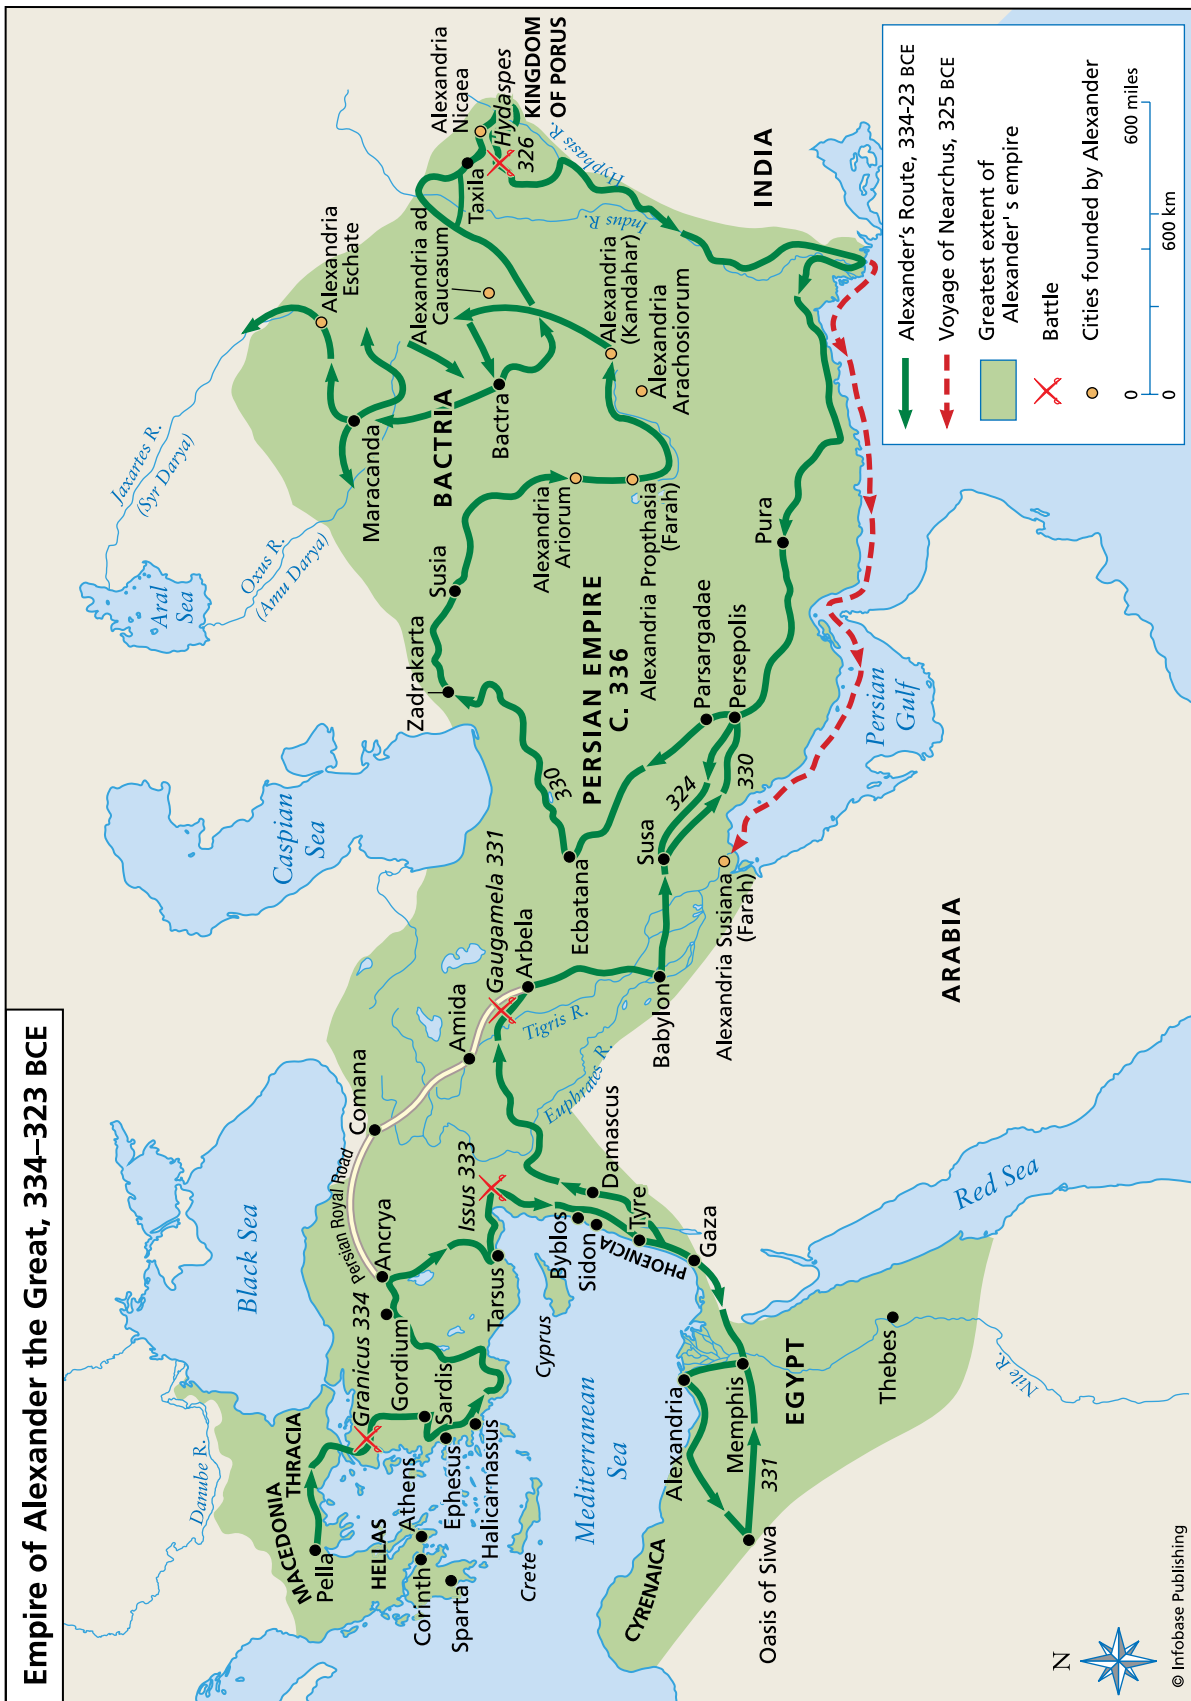 Empire of Alexander the Great, 334–323 BCE
Danube R.
Black Sea
MACEDONIA
THRACIA
Pella
HELLAS
Athens
Corinth
Sparta
Granicus 334
Gordium
Sardis
Ephesus
Halicarnassus
Crete
Persian Royal Road
Ancrya
Comana
Amida
Tarsus
Issus 333
Cyprus
Mediterranean
Sea
Byblos
Sidon
PHOENICIA
Tyre
Damascus
Gaza
CYRENAICA
Alexandria
Memphis
331
Oasis of Siwa
EGYPT
Thebes
Nile R.
Red Sea
ARABIA
Euphrates R.
Tigris R.
Gaugamela 331
Arbela
Babylon
Alexandria Susiana
(Farah)
Susa
Ecbatana
324
330
330
Caspian
Sea
Zadrakarta
Susia
PERSIAN EMPIRE
C. 336
Parsargadae
Persepolis
Persian
Gulf
Pura
Aral
Sea
Jaxartes R.
(Syr Darya)
Oxus R.
(Amu Darya)
Maracanda
BACTRIA
Bactra
Alexandria
Ariorum
Alexandria Propthasia
(Farah)
Alexandria
Eschate
Alexandria ad
Caucasum
Alexandria
(Kandahar)
Alexandria
Arachosiorum
Taxila
Alexandria
Nicaea
Hydaspes
326
KINGDOM
OF PORUS
Hyphasis R.
Indus R.
INDIA
Alexander's Route, 334-23 BCE
Voyage of Nearchus, 325 BCE
Greatest extent of
Alexander' s empire
Battle
Cities founded by Alexander
0 600 miles
0 600 km
N
© Infobase Publishing